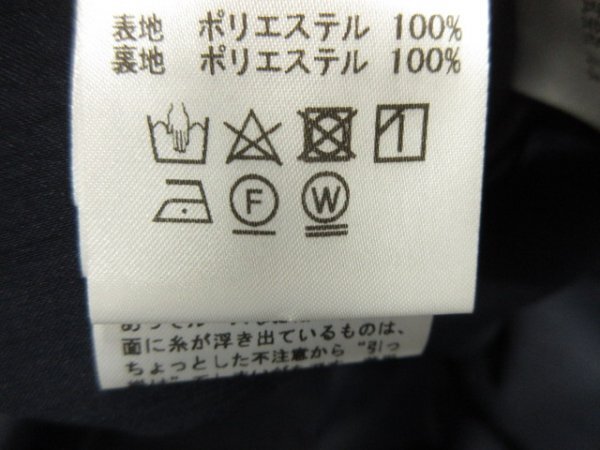 表地 ポリエステル 100%
裏地 ポリエステル 100%
F W
面に糸が浮き出ているものは、
ちょっとした不注意から "引っ